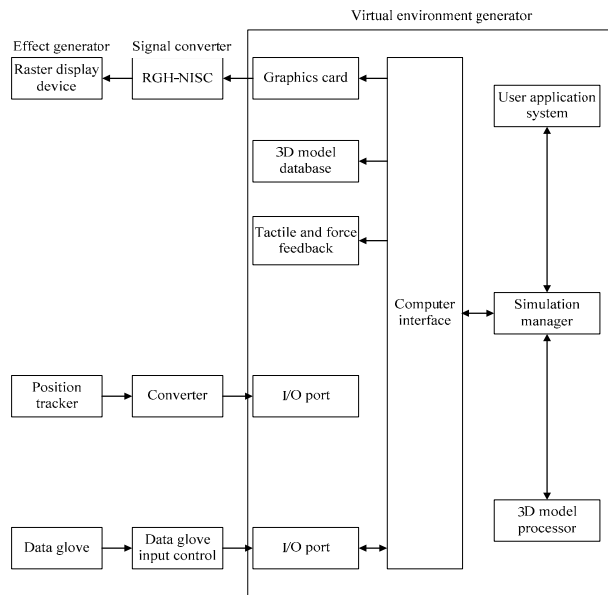 Virtual environment generator
Effect generator
Signal converter
Raster display
device
RGH-NISC
Graphics card
User application
system
3D model
database
Tactile and force
feedback
Computer
interface
Simulation
manager
Position
tracker
Converter
I/O port
3D model
processor
Data glove
Data glove
input control
I/O port